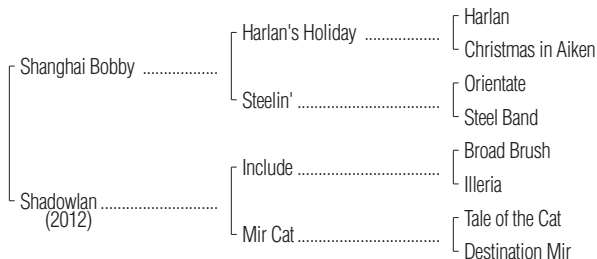 Harlan
Harlan's Holiday ..................
Christmas in Aiken
Shanghai Bobby ..................
Orientate
Steelin' ..................................
Steel Band
Broad Brush
Include ..................................
Illeria
Shadowlan ............................
(2012)
Tale of the Cat
Mir Cat ..................................
Destination Mir